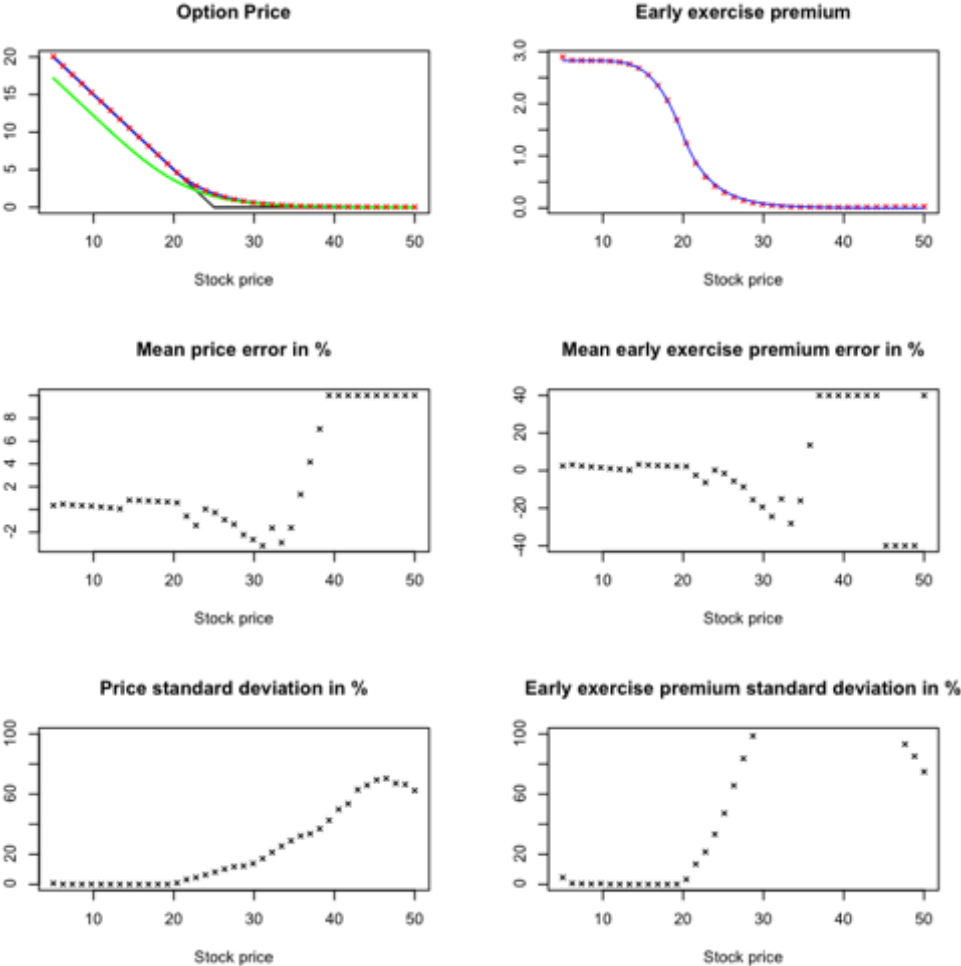 Option Price
20
15
10
5
0
10 20 30 40 50
Stock price
Early exercise premium
3.0
2.0
1.0
0.0
10 20 30 40 50
Stock price
Mean price error in %
8
6
4
2
-2
10 20 30 40 50
Stock price
Mean early exercise premium error in %
40
20
0
-20
-40
10 20 30 40 50
Stock price
Price standard deviation in %
100
60
20
0
10 20 30 40 50
Stock price
Early exercise premium standard deviation in %
100
60
20
0
10 20 30 40 50
Stock price